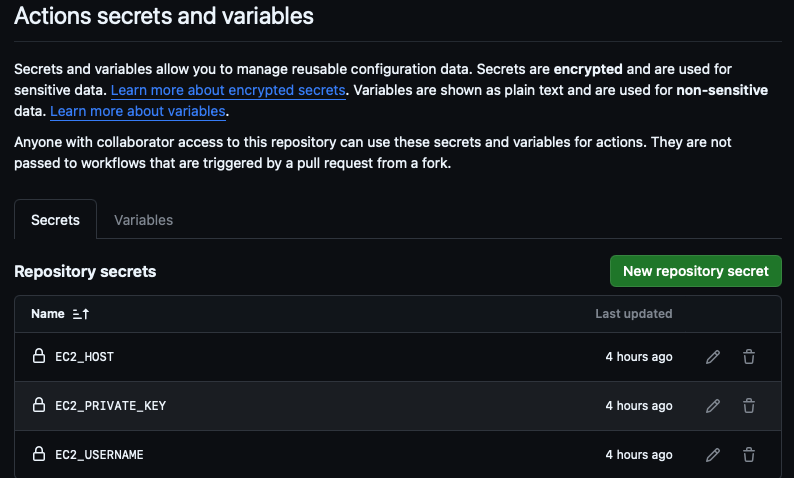 Actions secrets and variables
Secrets and variables allow you to manage reusable configuration data. Secrets are encrypted and are used for
sensitive data. Learn more about encrypted secrets. Variables are shown as plain text and are used for non-sensitive
data. Learn more about variables.
Anyone with collaborator access to this repository can use these secrets and variables for actions. They are not
passed to workflows that are triggered by a pull request from a fork.
Secrets Variables
Repository secrets New repository secret
Name Last updated
EC2_HOST 4 hours ago
EC2_PRIVATE_KEY 4 hours ago
EC2_USERNAME 4 hours ago